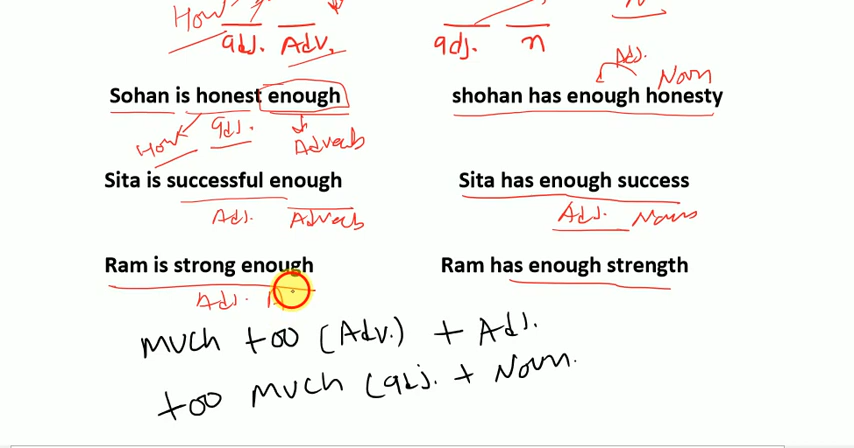 How
adj. Adv. adj. n
Adj. Noun
Sohan is honest enough shohan has enough honesty
How adj. Adverb
Sita is successful enough Sita has enough success
Adj. Adverb Adj. Noun
Ram is strong enough Ram has enough strength
Adj.
much too (Adv.) + Adj.
too much (adj. + Noun.